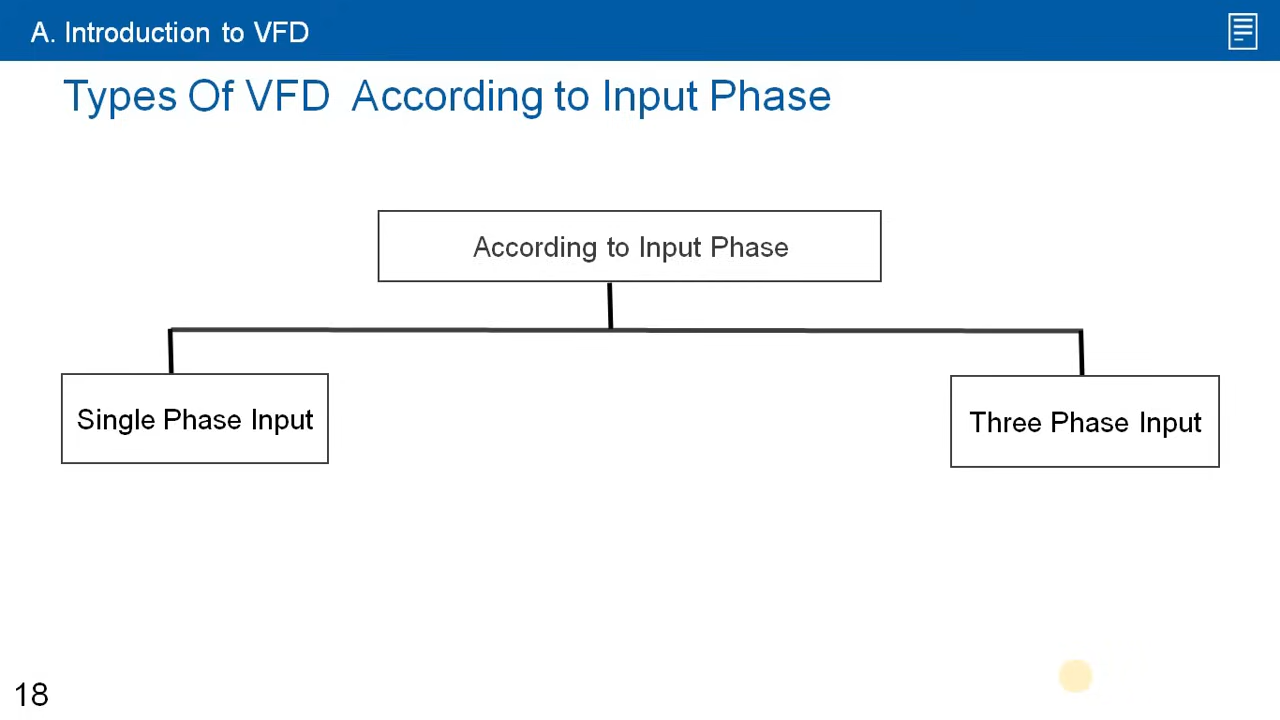 A. Introduction to VFD
Types Of VFD According to Input Phase
According to Input Phase
Single Phase Input
Three Phase Input
18